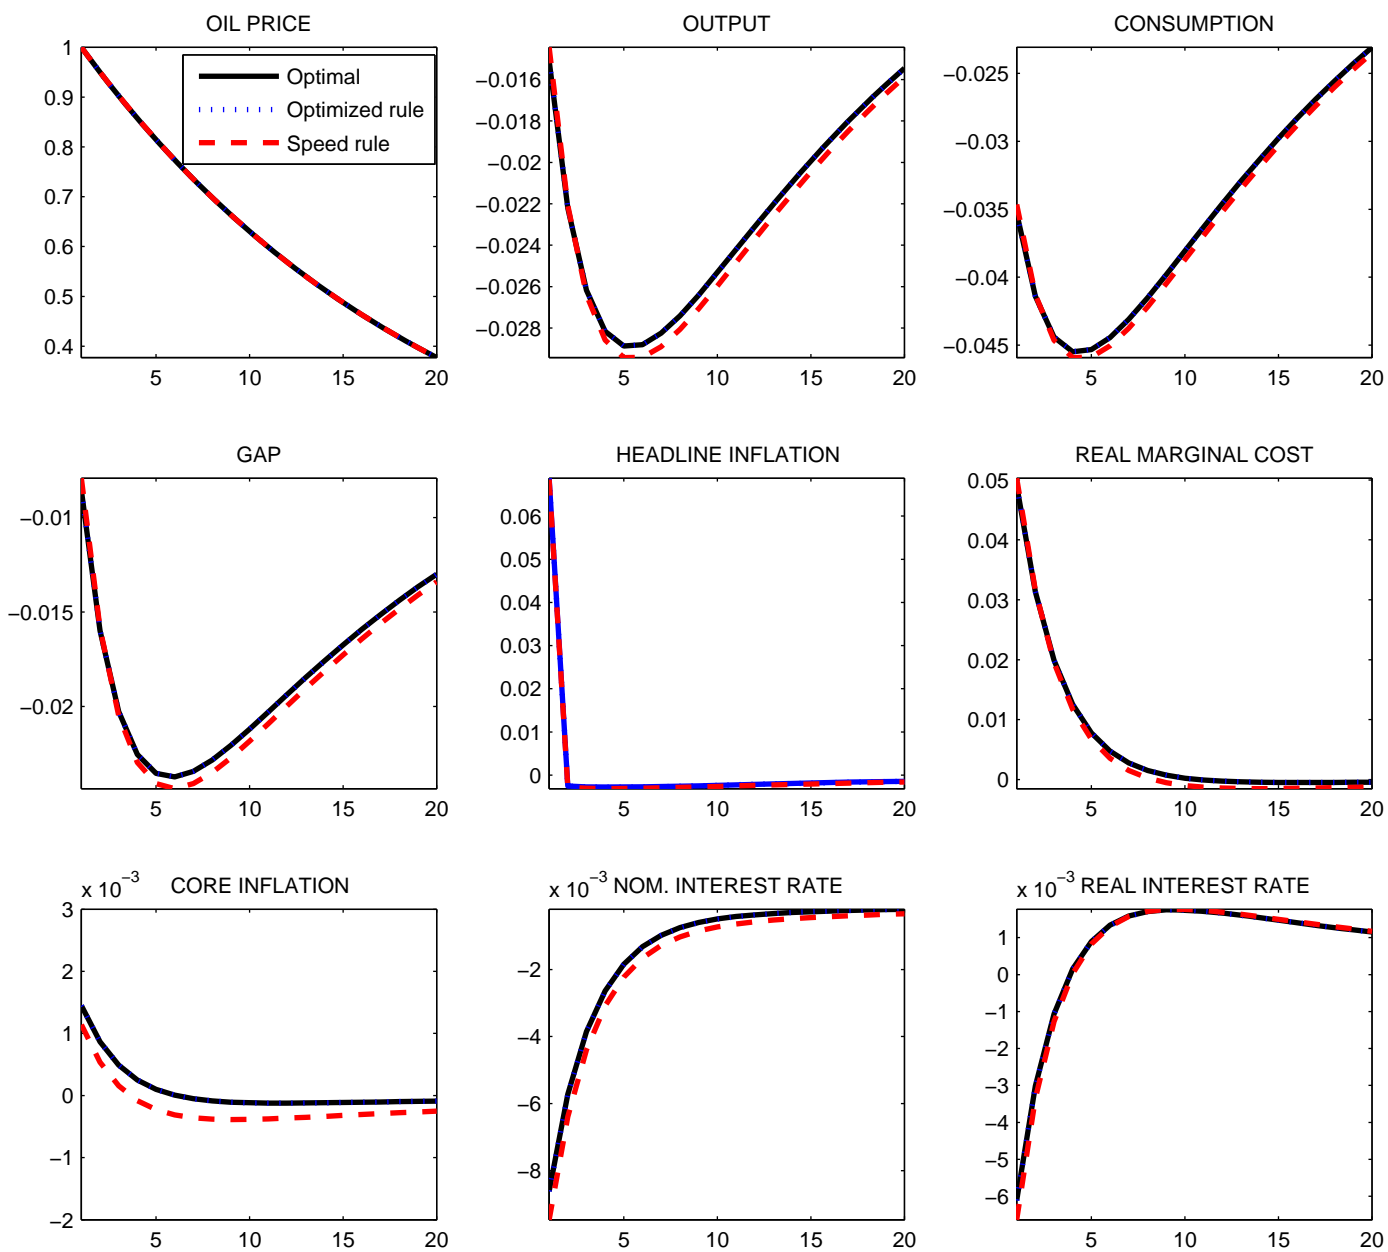 OIL PRICE
1
0.9
0.8
0.7
0.6
0.5
0.4
5 10 15 20
Optimal
Optimized rule
Speed rule
OUTPUT
−0.016
−0.018
−0.02
−0.022
−0.024
−0.026
−0.028
5 10 15 20
CONSUMPTION
−0.025
−0.03
−0.035
−0.04
−0.045
5 10 15 20
GAP
−0.01
−0.015
−0.02
5 10 15 20
HEADLINE INFLATION
0.06
0.05
0.04
0.03
0.02
0.01
0
5 10 15 20
REAL MARGINAL COST
0.05
0.04
0.03
0.02
0.01
0
5 10 15 20
x 10⁻³ CORE INFLATION
3
2
1
0
−1
−2
5 10 15 20
x 10⁻³ NOM. INTEREST RATE
−2
−4
−6
−8
5 10 15 20
x 10⁻³ REAL INTEREST RATE
1
0
−1
−2
−3
−4
−5
−6
5 10 15 20